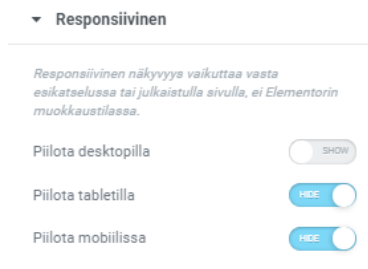 Responsiivinen
Responsiivinen näkyvyys vaikuttaa vasta
esikatselussa tai julkaistulla sivulla, ei Elementorin
muokkaustilassa.
Piilota desktopilla SHOW
Piilota tabletilla HIDE
Piilota mobiilissa HIDE